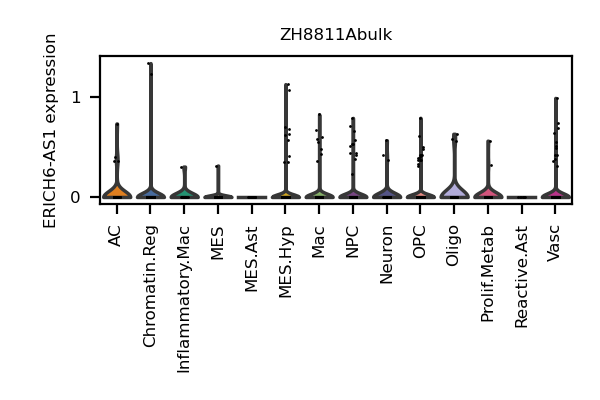 ZH8811Abulk
ERICH6-AS1 expression
1
0
AC
Chromatin.Reg
Inflammatory.Mac
MES
MES.Ast
MES.Hyp
Mac
NPC
Neuron
OPC
Oligo
Prolif.Metab
Reactive.Ast
Vasc